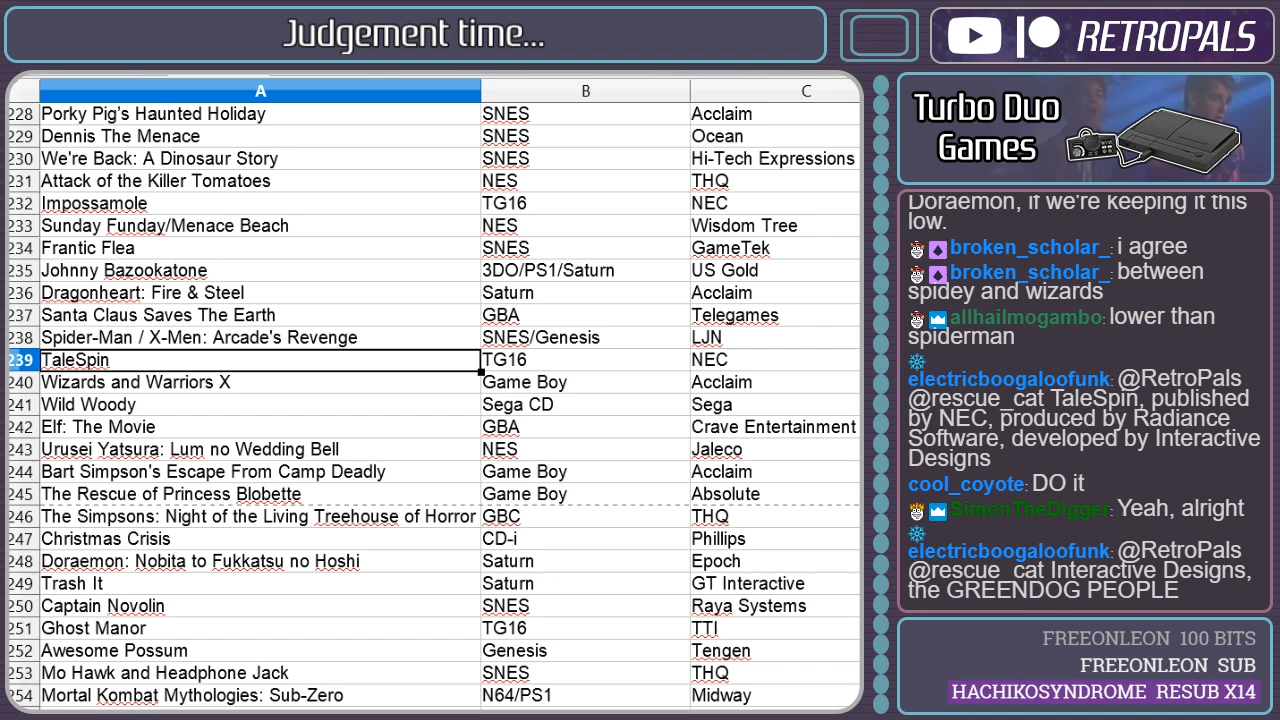 Judgement time...
RETROPALS
A B C
228 Porky Pig's Haunted Holiday SNES Acclaim
229 Dennis The Menace SNES Ocean
230 We're Back: A Dinosaur Story SNES Hi-Tech Expressions
231 Attack of the Killer Tomatoes NES THQ
232 Impossamole TG16 NEC
233 Sunday Funday/Menace Beach NES Wisdom Tree
234 Frantic Flea SNES GameTek
235 Johnny Bazookatone 3DO/PS1/Saturn US Gold
236 Dragonheart: Fire & Steel Saturn Acclaim
237 Santa Claus Saves The Earth GBA Telegames
238 Spider-Man / X-Men: Arcade's Revenge SNES/Genesis LJN
239 TaleSpin TG16 NEC
240 Wizards and Warriors X Game Boy Acclaim
241 Wild Woody Sega CD Sega
242 Elf: The Movie GBA Crave Entertainment
243 Urusei Yatsura: Lum no Wedding Bell NES Jaleco
244 Bart Simpson's Escape From Camp Deadly Game Boy Acclaim
245 The Rescue of Princess Blobette Game Boy Absolute
246 The Simpsons: Night of the Living Treehouse of Horror GBC THQ
247 Christmas Crisis CD-i Phillips
248 Doraemon: Nobita to Fukkatsu no Hoshi Saturn Epoch
249 Trash It Saturn GT Interactive
250 Captain Novolin SNES Raya Systems
251 Ghost Manor TG16 TTI
252 Awesome Possum Genesis Tengen
253 Mo Hawk and Headphone Jack SNES THQ
254 Mortal Kombat Mythologies: Sub-Zero N64/PS1 Midway
Turbo Duo
Games
Doraemon, if we're keeping it this
low.
broken_scholar_: i agree
broken_scholar_: between
spidey and wizards
allhailmogambo: lower than
spiderman
electricboogaloofunk: @RetroPals
@rescue_cat TaleSpin, published
by NEC, produced by Radiance
Software, developed by Interactive
Designs
cool_coyote: DO it
SimonTheDigger: Yeah, alright
electricboogaloofunk: @RetroPals
@rescue_cat Interactive Designs,
the GREENDOG PEOPLE
FREEONLEON 100 BITS
FREEONLEON SUB
HACHIKOSYNDROME RESUB X14